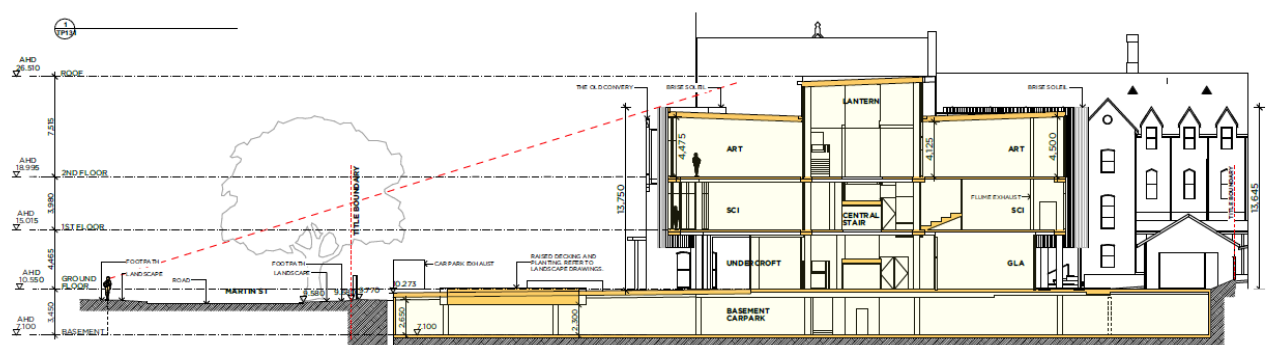 1
TP131
AHD
26.510
ROOF
7,515
AHD
18.995
2ND FLOOR
3,980
AHD
15.015
1ST FLOOR
4,465
AHD
10.550
GROUND
FLOOR
3,450
AHD
7.100
BASEMENT
FOOTPATH
LANDSCAPE
ROAD
MARTIN ST
FOOTPATH
LANDSCAPE
9.580
TITLE BOUNDARY
10.273
CAR PARK EXHAUST
RAISED DECKING AND
PLANTING. REFER TO
LANDSCAPE DRAWINGS.
2,650
7.100
2,300
THE OLD CONVERY
BRISE SOLEIL
13,750
4,475
ART
SCI
UNDERCROFT
LANTERN
CENTRAL
STAIR
BASEMENT
CARPARK
4,125
ART
4,500
FLUME EXHAUST
SCI
GLA
BRISE SOLEIL
TITLE BOUNDARY
13,645